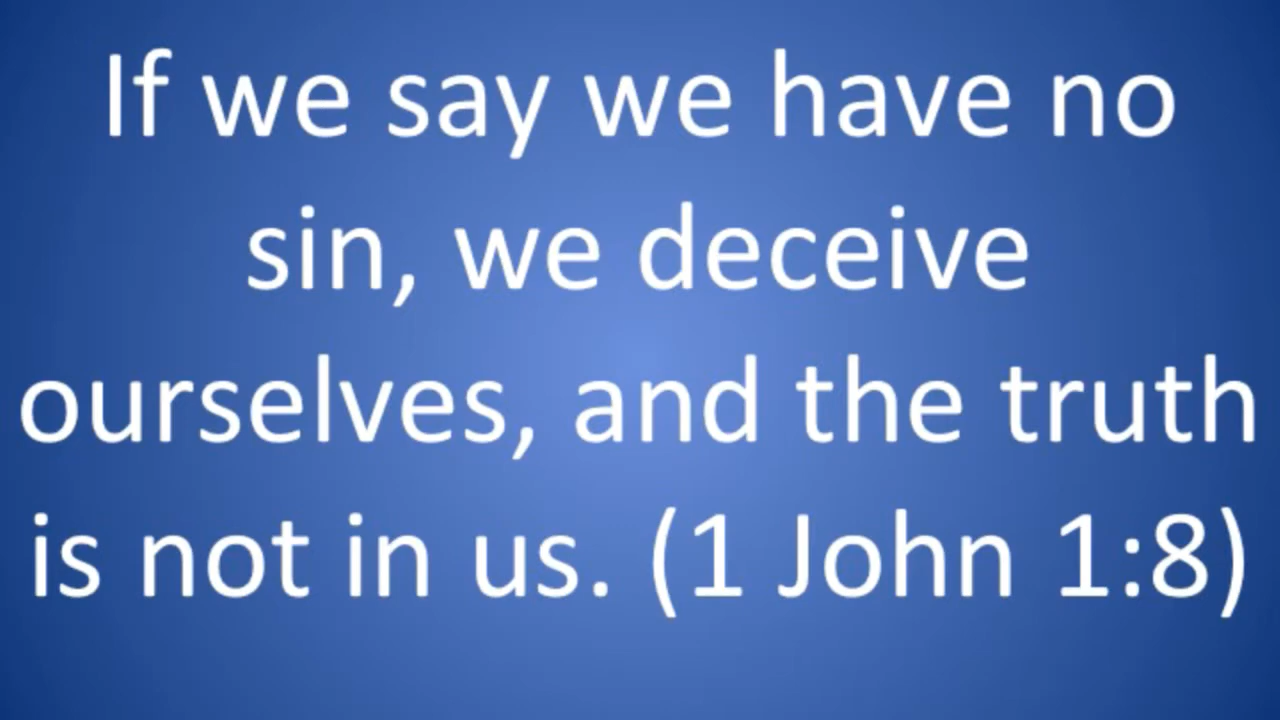 If we say we have no
sin, we deceive
ourselves, and the truth
is not in us. (1 John 1:8)